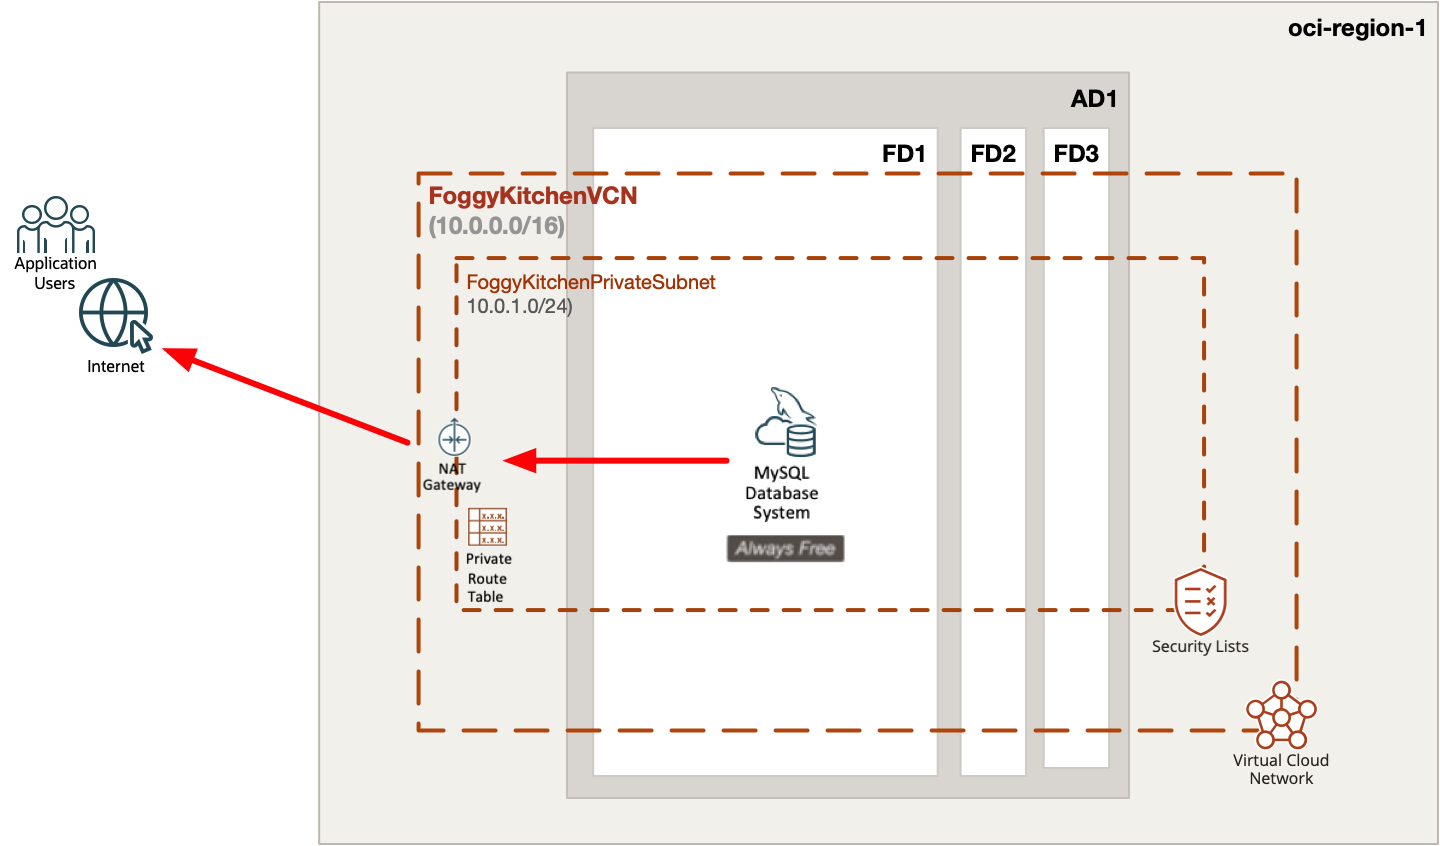 oci-region-1
AD1
FD1
FD2
FD3
FoggyKitchenVCN
(10.0.0.0/16)
FoggyKitchenPrivateSubnet
10.0.1.0/24)
Application
Users
Internet
NAT
Gateway
x.x.x.
x.x.x.
x.x.x.
Private
Route
Table
MySQL
Database
System
Always Free
Security Lists
Virtual Cloud
Network